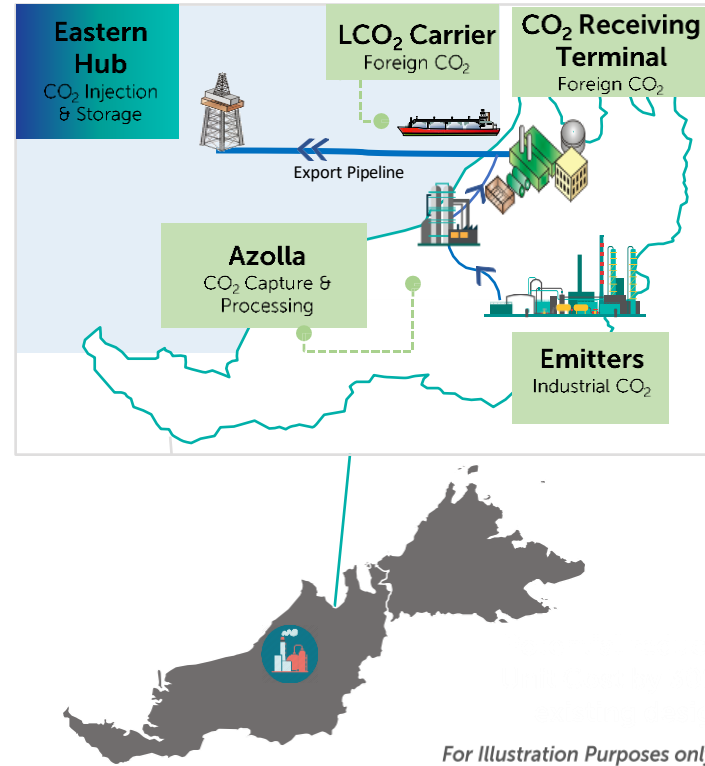 Eastern
Hub
CO₂ Injection
& Storage
LCO₂ Carrier
Foreign CO₂
CO₂ Receiving
Terminal
Foreign CO₂
Export Pipeline
Azolla
CO₂ Capture &
Processing
Emitters
Industrial CO₂
For Illustration Purposes only